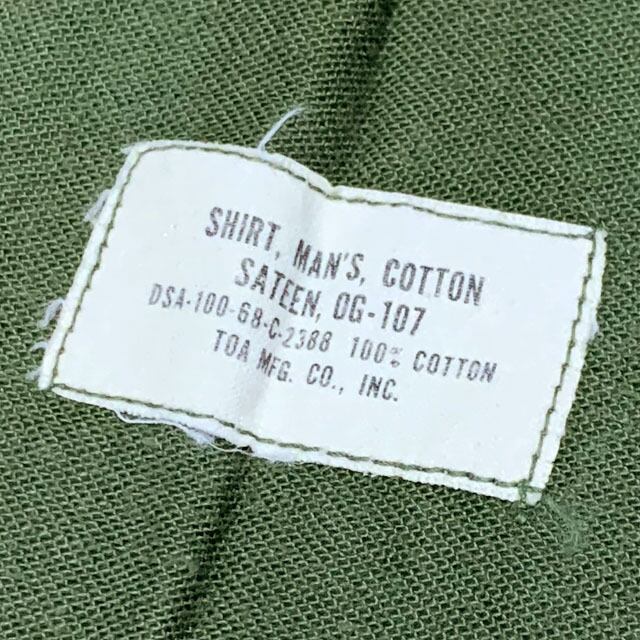 SHIRT, MAN'S, COTTON
SATEEN, OG-107
DSA-100-68-C-2388 100% COTTON
TOA MFG. CO., INC.